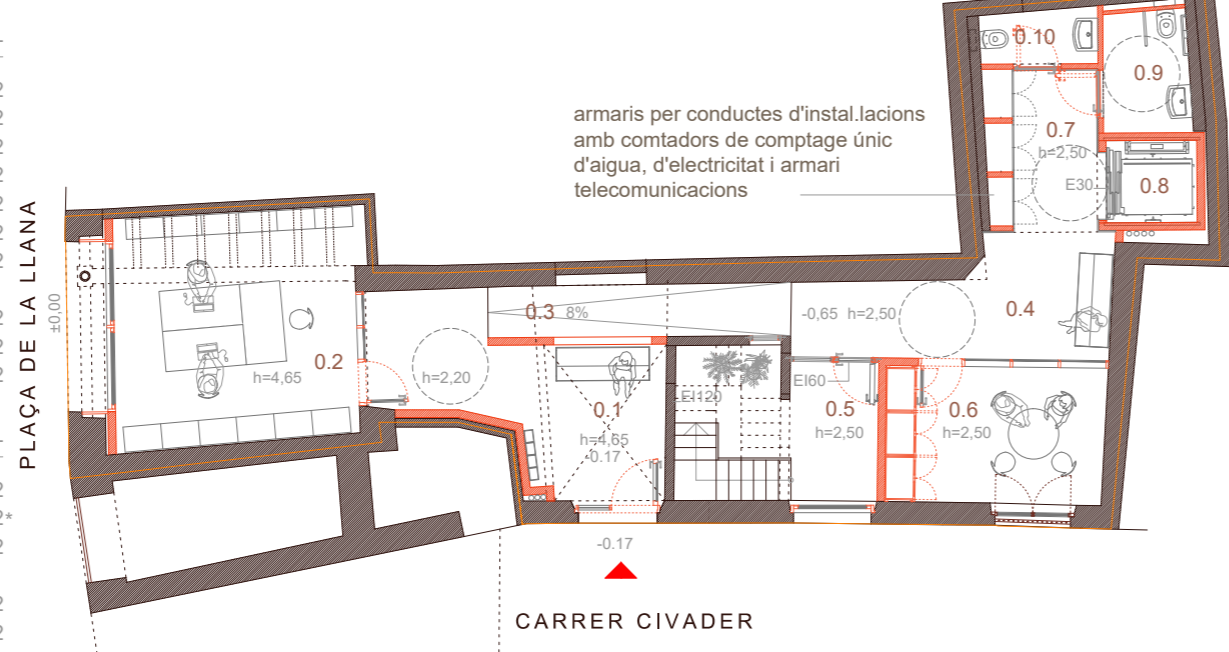 0.10
0.9
armaris per conductes d'instal.lacions
amb comtadors de comptage únic
d'aigua, d'electricitat i armari
telecomunicacions
0.7
h=2,50
E30
0.8
PLAÇA DE LA LLANA
±0,00
0.3 8%
-0,65 h=2,50
0.4
0.2
h=4,65
h=2,20
EI60
EI120
0.1
h=4,65
-0.17
0.5
h=2,50
0.6
h=2,50
-0.17
CARRER CIVADER